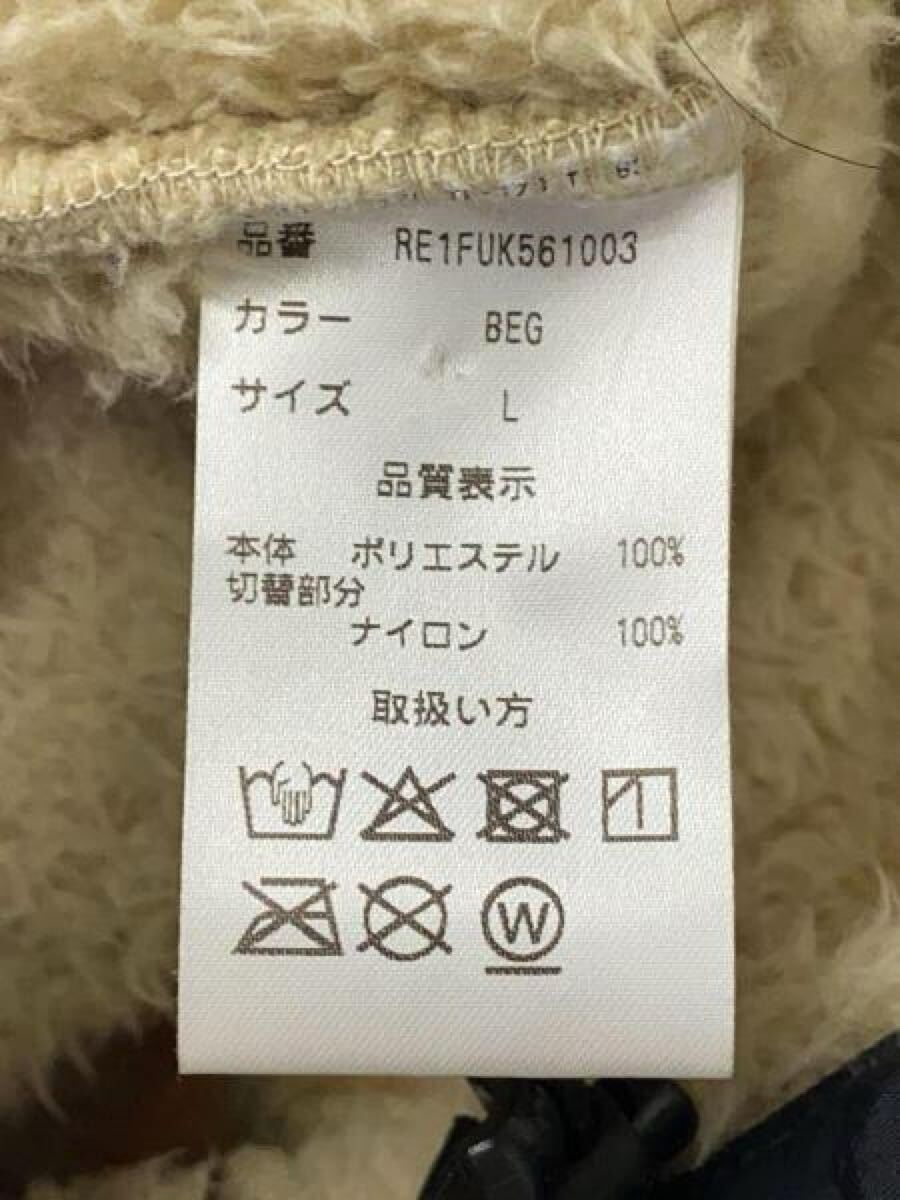 品番 RE1FUK561003
カラー BEG
サイズ L
品質表示
本体 ポリエステル 100%
切替部分
ナイロン 100%
取扱い方
W